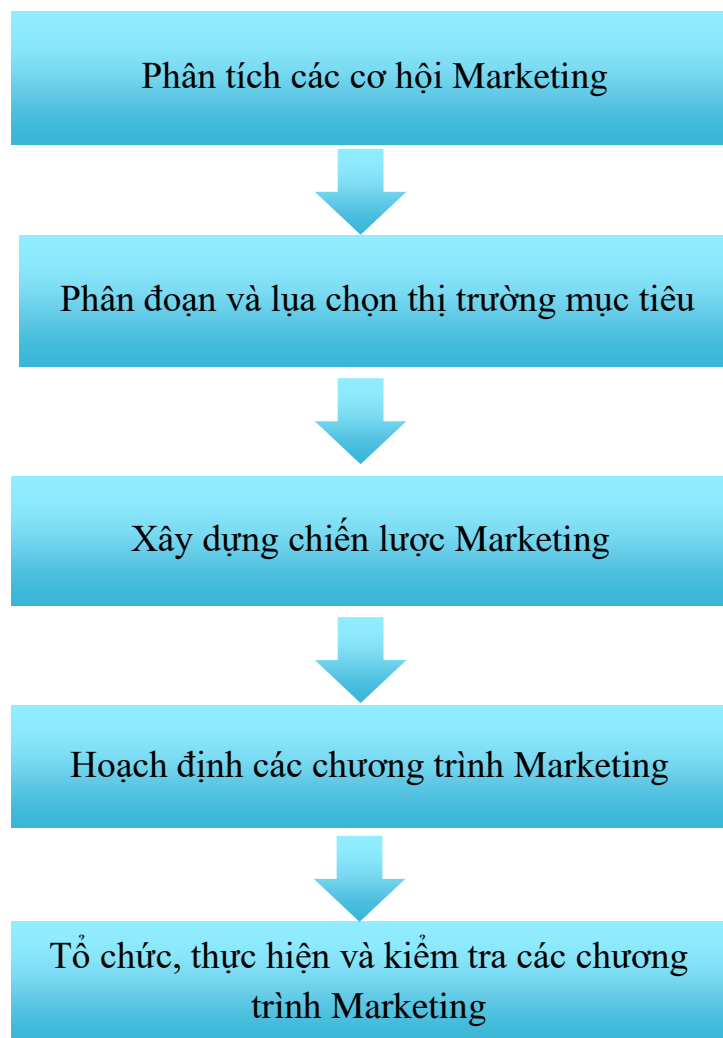 Phân tích các cơ hội Marketing
Phân đoạn và lụa chọn thị trường mục tiêu
Xây dựng chiến lược Marketing
Hoạch định các chương trình Marketing
Tổ chức, thực hiện và kiểm tra các chương
trình Marketing